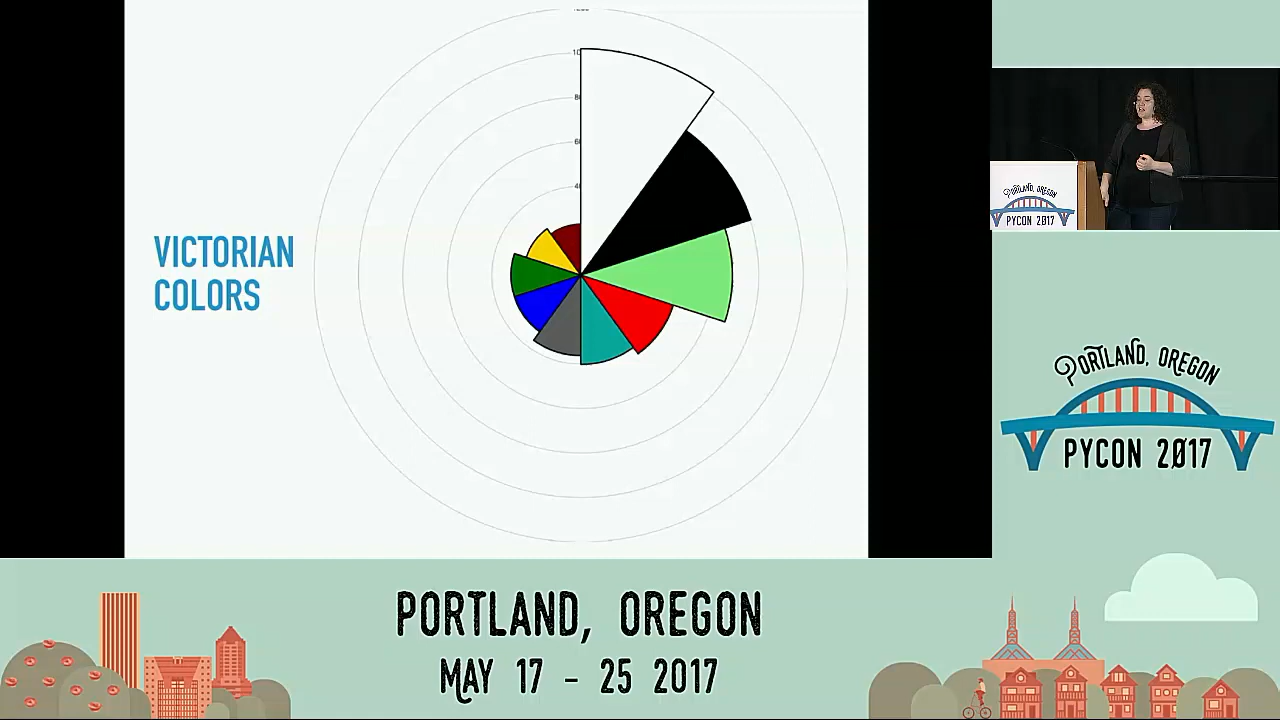 VICTORIAN
COLORS
PORTLAND, OREGON
PYCON 2017
PORTLAND, OREGON
PYCON 2017
PORTLAND, OREGON
MAY 17 - 25 2017